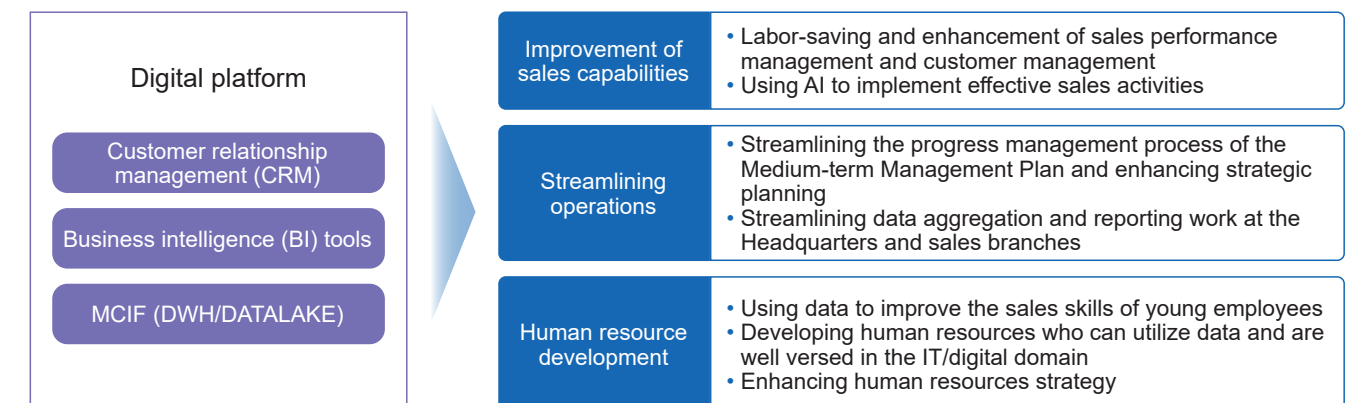 Digital platform
Customer relationship
management (CRM)
Business intelligence (BI) tools
MCIF (DWH/DATALAKE)
Improvement of
sales capabilities
• Labor-saving and enhancement of sales performance
management and customer management
• Using AI to implement effective sales activities
Streamlining
operations
• Streamlining the progress management process of the
Medium-term Management Plan and enhancing strategic
planning
• Streamlining data aggregation and reporting work at the
Headquarters and sales branches
Human resource
development
• Using data to improve the sales skills of young employees
• Developing human resources who can utilize data and are
well versed in the IT/digital domain
• Enhancing human resources strategy